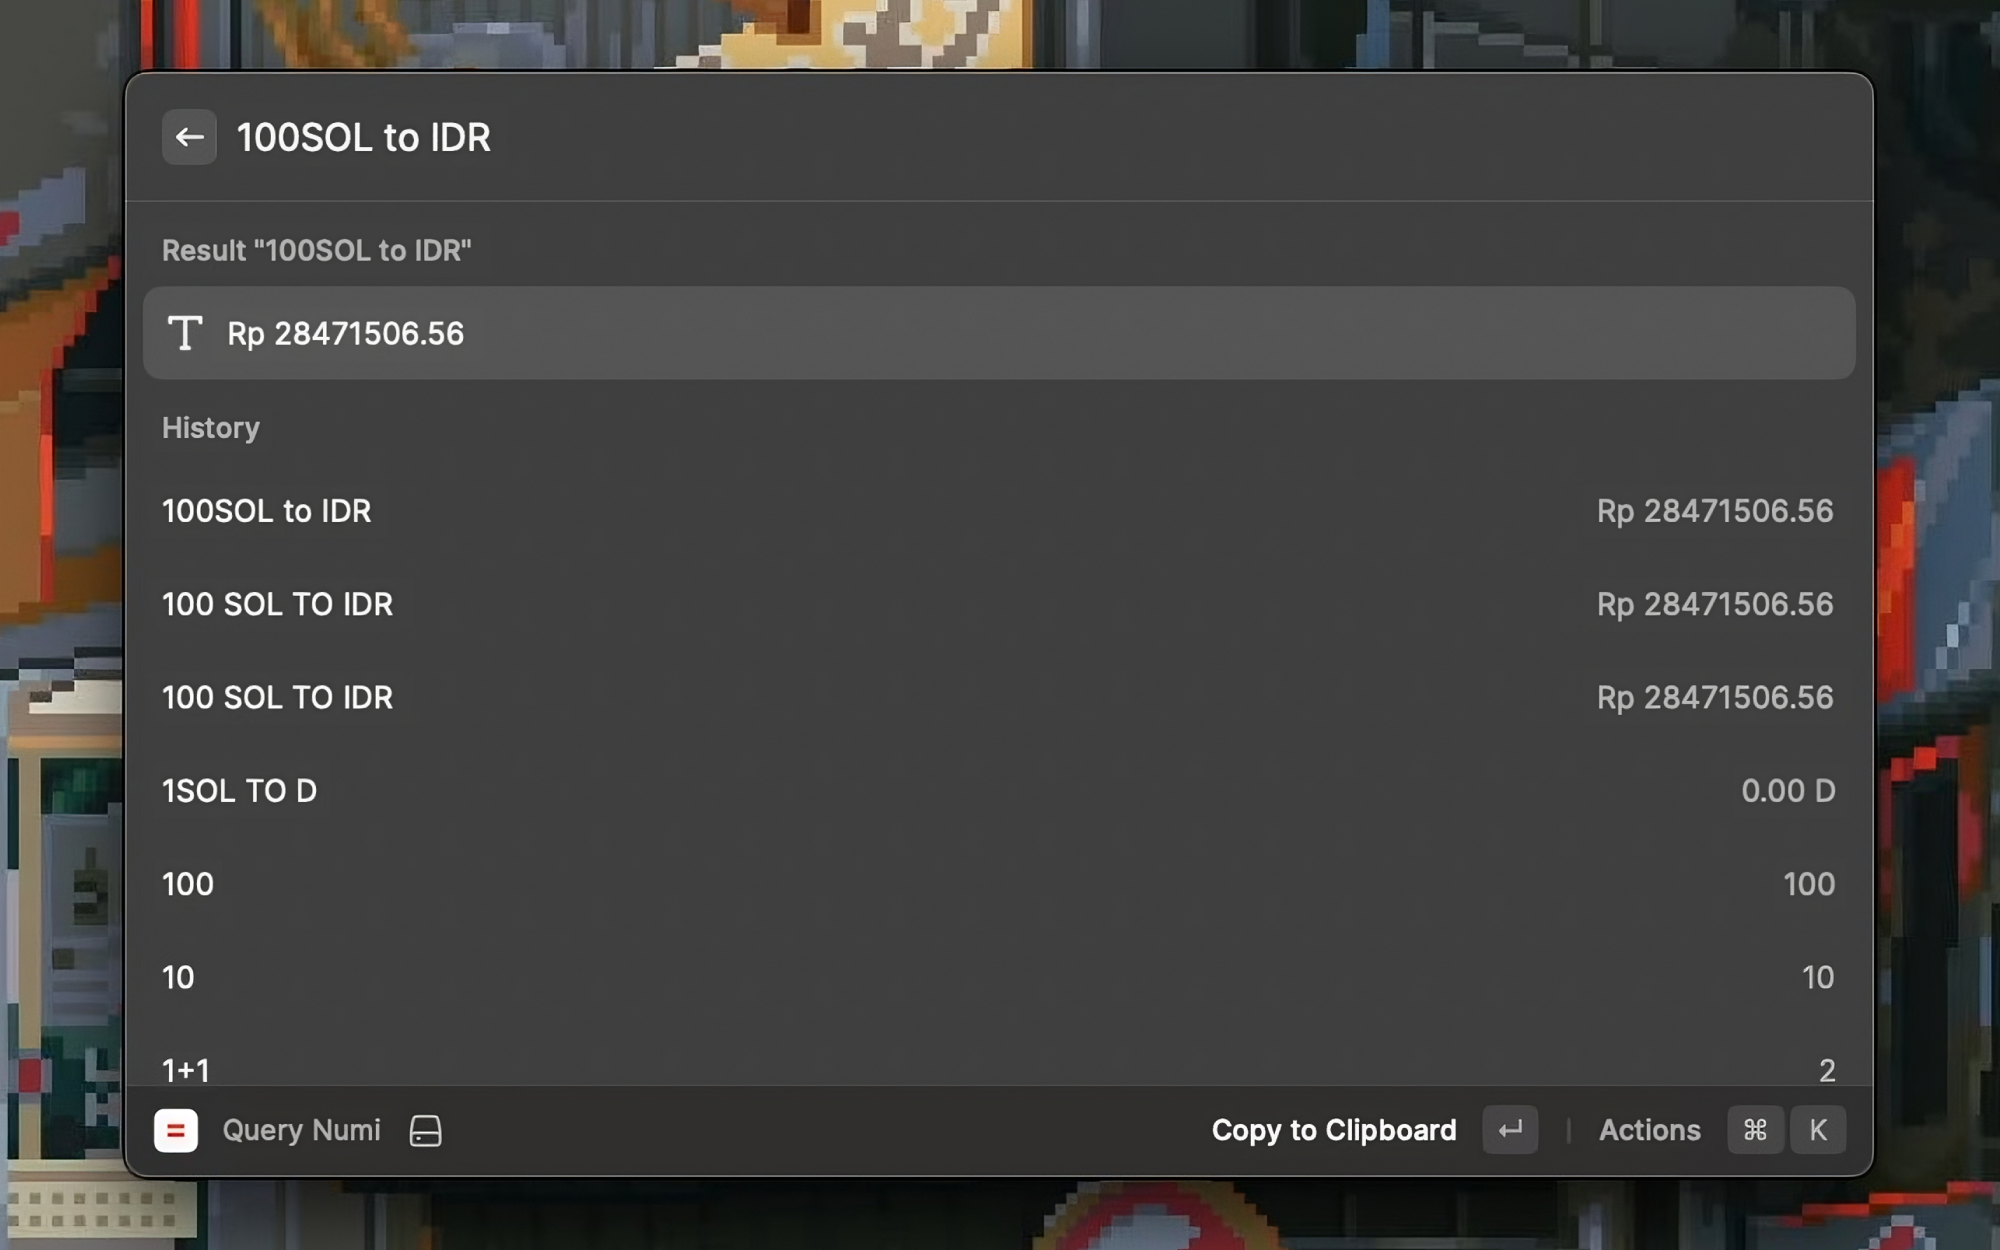 100SOL to IDR
Result "100SOL to IDR"
Rp 28471506.56
History
100SOL to IDR Rp 28471506.56
100 SOL TO IDR Rp 28471506.56
100 SOL TO IDR Rp 28471506.56
1SOL TO D 0.00 D
100 100
10 10
1+1 2
Query Numi Copy to Clipboard ↵ | Actions ⌘ K